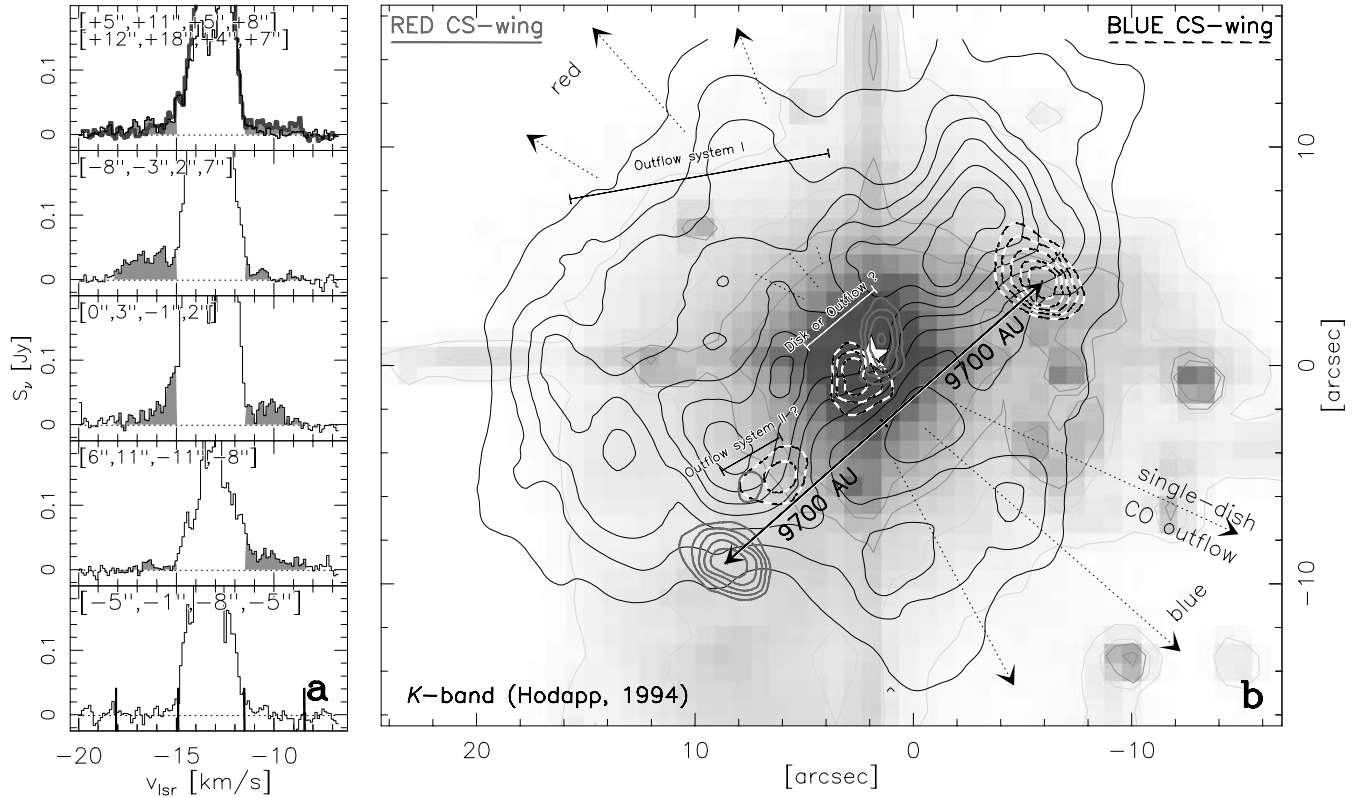 [+5",+11",+5",+8"]
[+12",+18",−4",+7"]
0.1
0
[−8",−3",2",7"]
0.1
0
[0",3",−1",2"]
0.1
0
[6",11",−11",−8"]
0.1
0
[−5",−1",−8",−5"]
0.1
0
a
S_ν [Jy]
−20 −15 −10
v_lsr [km/s]
RED CS-wing
BLUE CS-wing
red
Outflow system I
Disk or Outflow ?
Outflow system II ?
9700 AU
9700 AU
single-dish
CO outflow
blue
K-band (Hodapp, 1994)
b
10
0
−10
[arcsec]
20 10 0 −10
[arcsec]